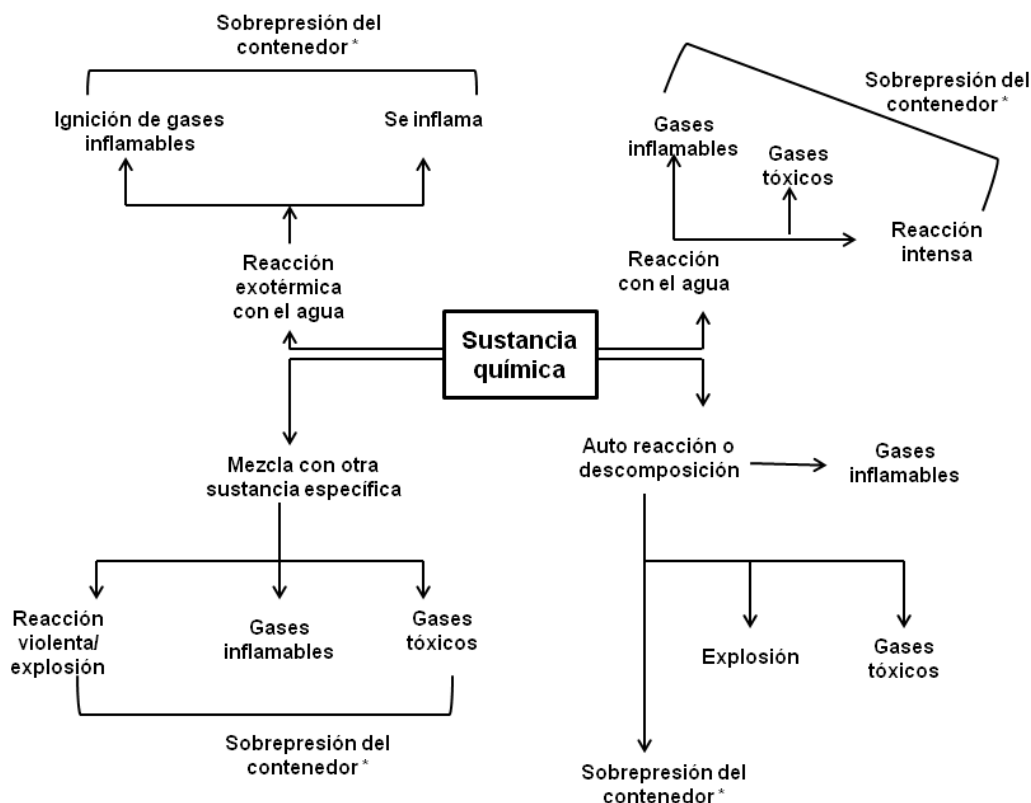 Sobrepresión del
contenedor *
Ignición de gases
inflamables
Se inflama
Reacción
exotérmica
con el agua
Sobrepresión del
contenedor *
Gases
inflamables
Gases
tóxicos
Reacción
intensa
Reacción
con el agua
Sustancia
química
Mezcla con otra
sustancia específica
Reacción
violenta/
explosión
Gases
inflamables
Gases
tóxicos
Sobrepresión del
contenedor *
Auto reacción o
descomposición
Gases
inflamables
Explosión
Gases
tóxicos
Sobrepresión del
contenedor *